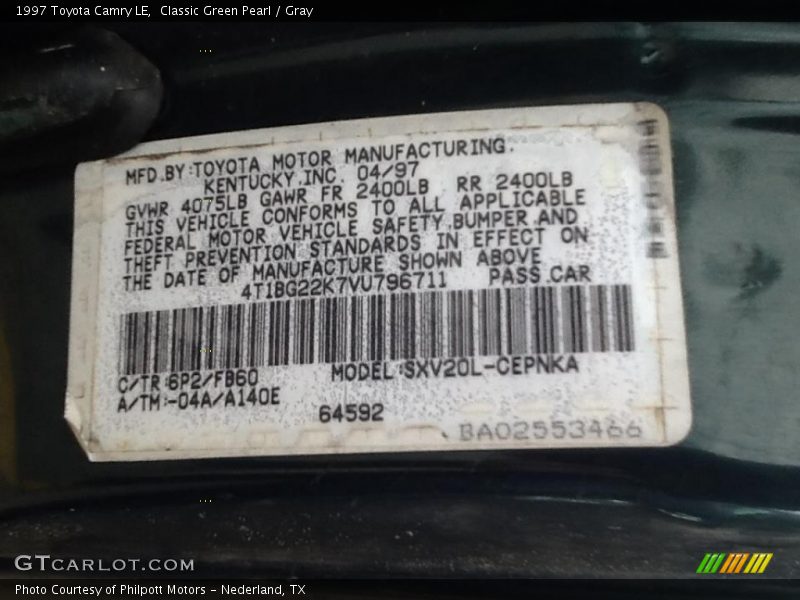 1997 Toyota Camry LE,  Classic Green Pearl / Gray
MFD.BY:TOYOTA MOTOR MANUFACTURING.
KENTUCKY,INC. 04/97
GVWR 4075LB GAWR FR 2400LB RR 2400LB
THIS VEHICLE CONFORMS TO ALL APPLICABLE
FEDERAL MOTOR VEHICLE SAFETY,BUMPER,AND
THEFT PREVENTION STANDARDS IN EFFECT ON
THE DATE OF MANUFACTURE SHOWN ABOVE
4T1BG22K7VU796711 PASS.CAR
C/TR:6P2/FB60 MODEL:SXV20L-CEPNKA
A/TM:-04A/A140E
64592
BA02553466
GTCARLOT.COM
Photo Courtesy of Philpott Motors - Nederland, TX